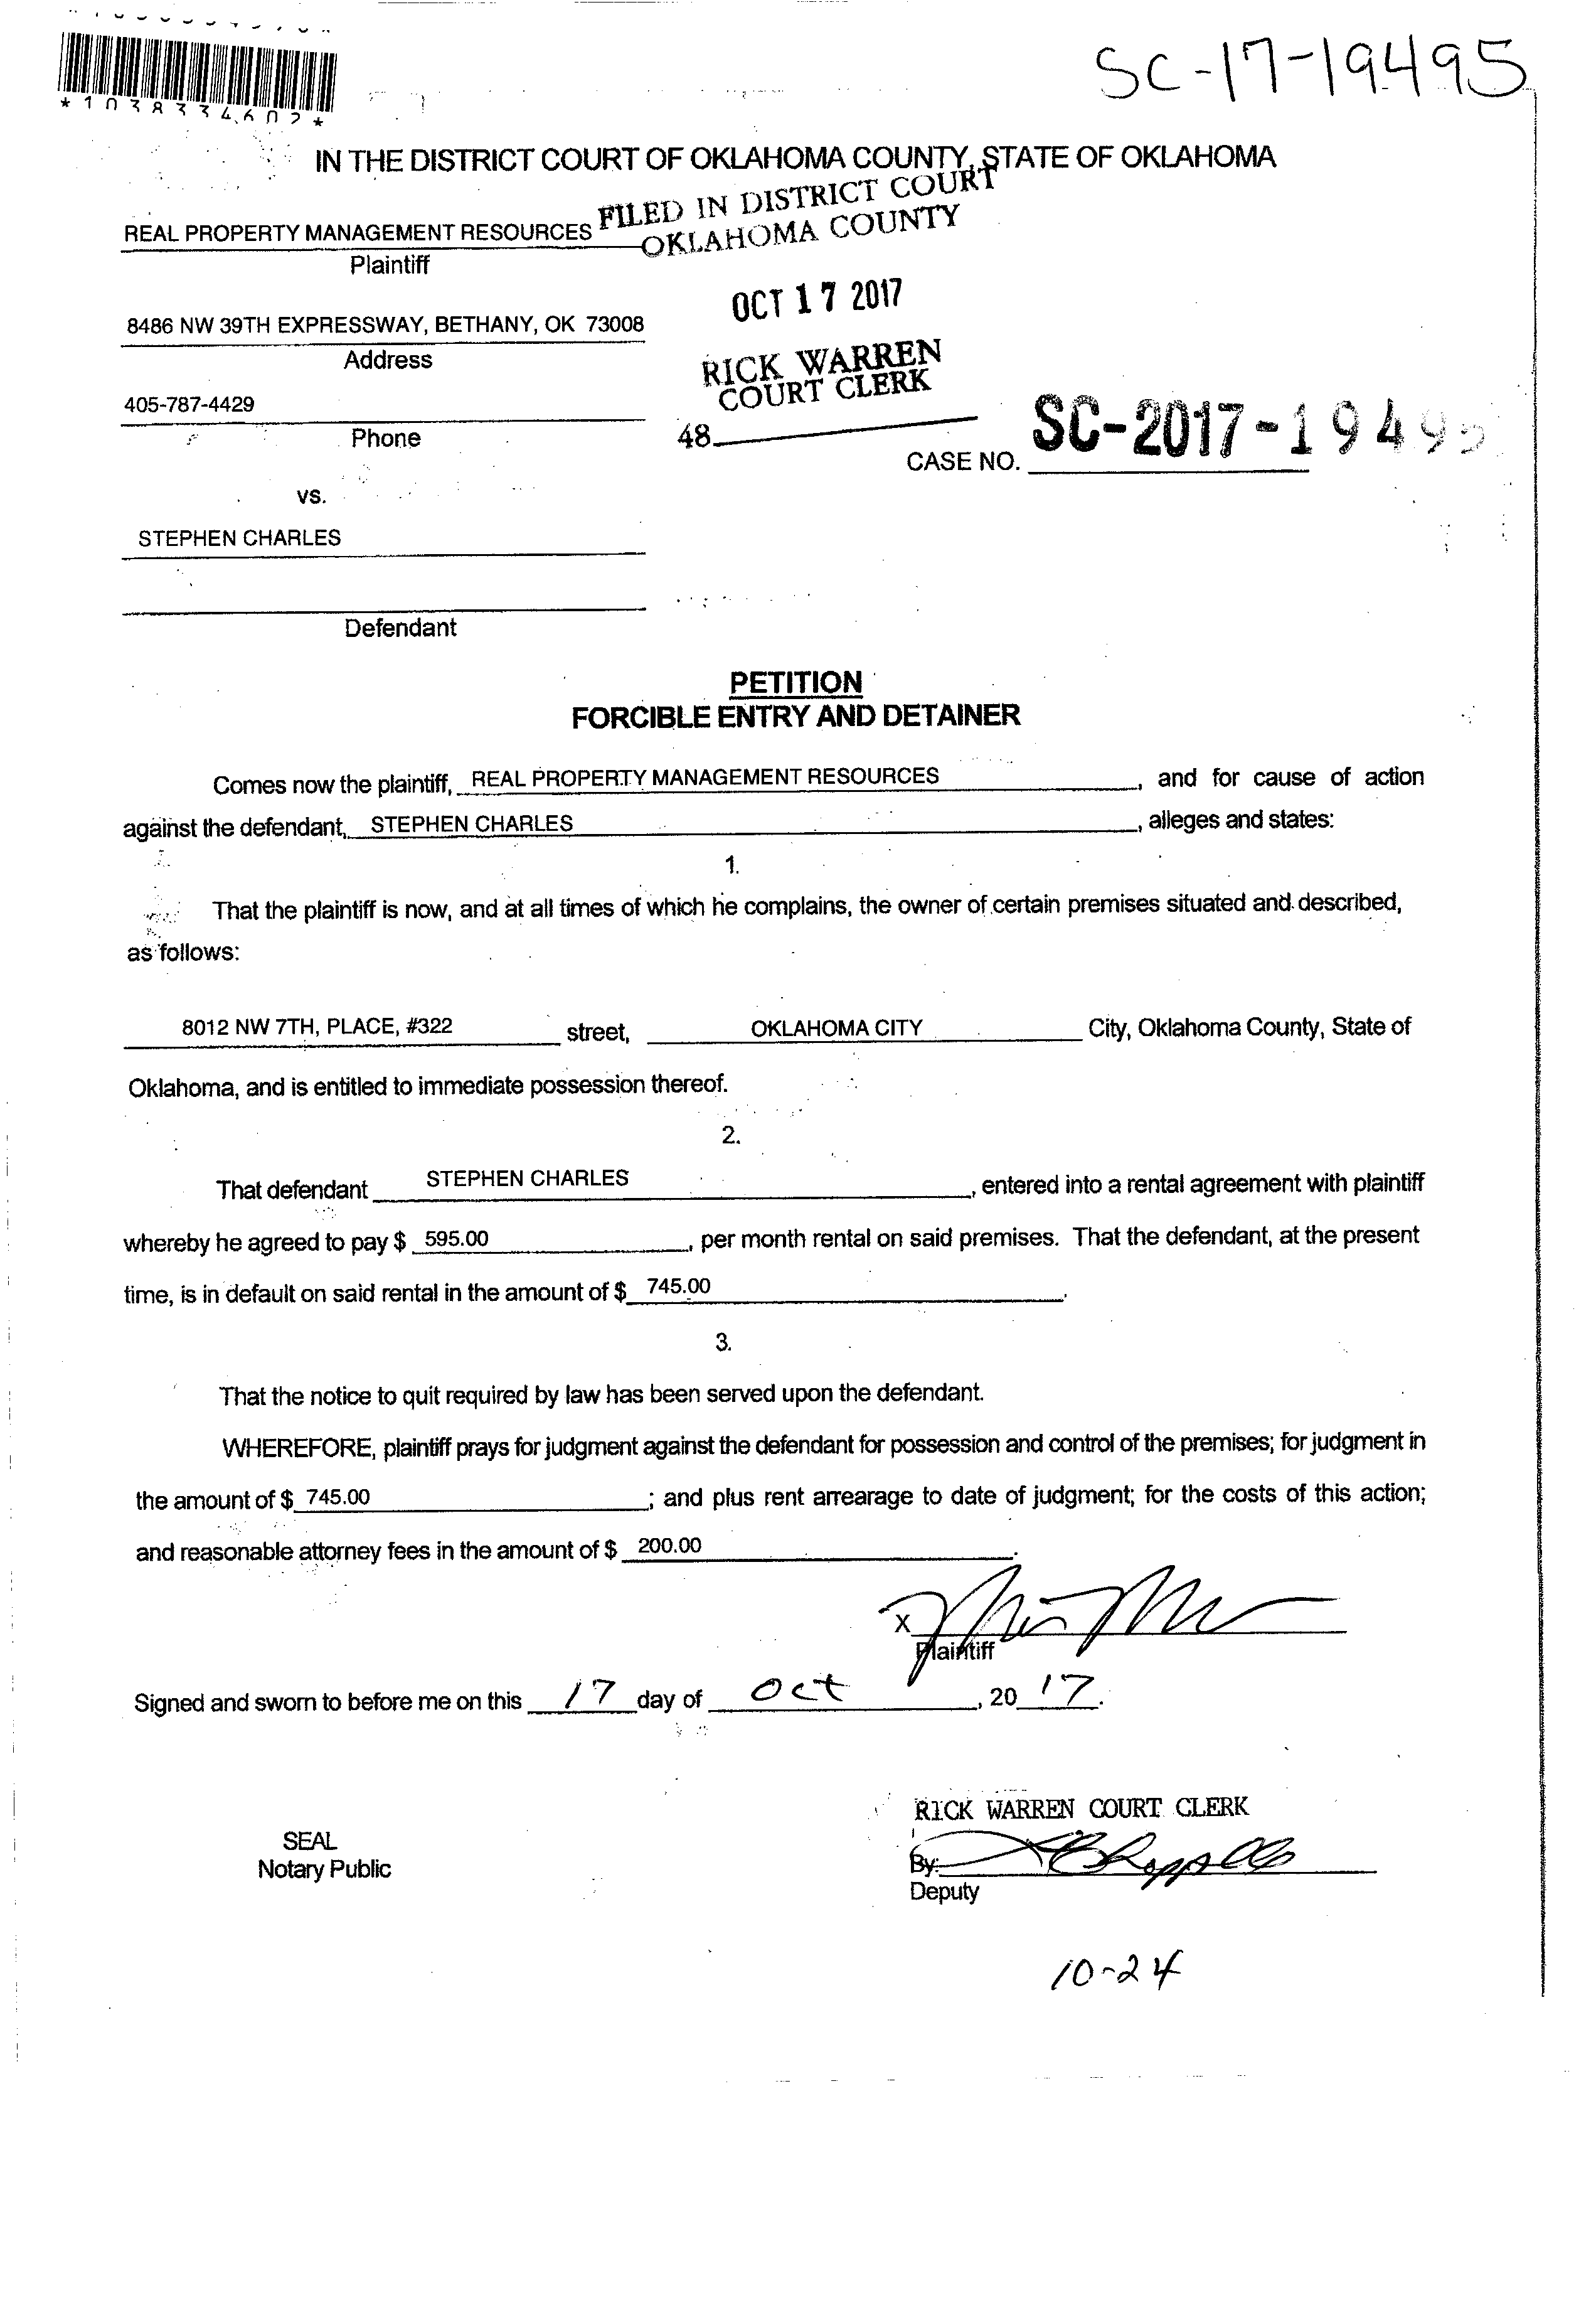 SC-17-19495
*1038334602*
IN THE DISTRICT COURT OF OKLAHOMA COUNTY, STATE OF OKLAHOMA
FILED IN DISTRICT COURT
OKLAHOMA COUNTY
REAL PROPERTY MANAGEMENT RESOURCES
Plaintiff
OCT 17 2017
8486 NW 39TH EXPRESSWAY, BETHANY, OK 73008
Address
RICK WARREN
COURT CLERK
405-787-4429
Phone
48
CASE NO. SC-2017-19495
vs.
STEPHEN CHARLES
Defendant
PETITION
FORCIBLE ENTRY AND DETAINER
Comes now the plaintiff, REAL PROPERTY MANAGEMENT RESOURCES, and for cause of action
against the defendant, STEPHEN CHARLES, alleges and states:
1.
That the plaintiff is now, and at all times of which he complains, the owner of certain premises situated and described,
as follows:
8012 NW 7TH, PLACE, #322 street, OKLAHOMA CITY City, Oklahoma County, State of
Oklahoma, and is entitled to immediate possession thereof.
2.
That defendant STEPHEN CHARLES, entered into a rental agreement with plaintiff
whereby he agreed to pay $ 595.00, per month rental on said premises. That the defendant, at the present
time, is in default on said rental in the amount of $ 745.00.
3.
That the notice to quit required by law has been served upon the defendant.
WHEREFORE, plaintiff prays for judgment against the defendant for possession and control of the premises; for judgment in
the amount of $ 745.00; and plus rent arrearage to date of judgment; for the costs of this action;
and reasonable attorney fees in the amount of $ 200.00.
X
Plaintiff
Signed and sworn to before me on this 17 day of Oct, 20 17.
RICK WARREN COURT CLERK
SEAL
Notary Public
By:
Deputy
10-24